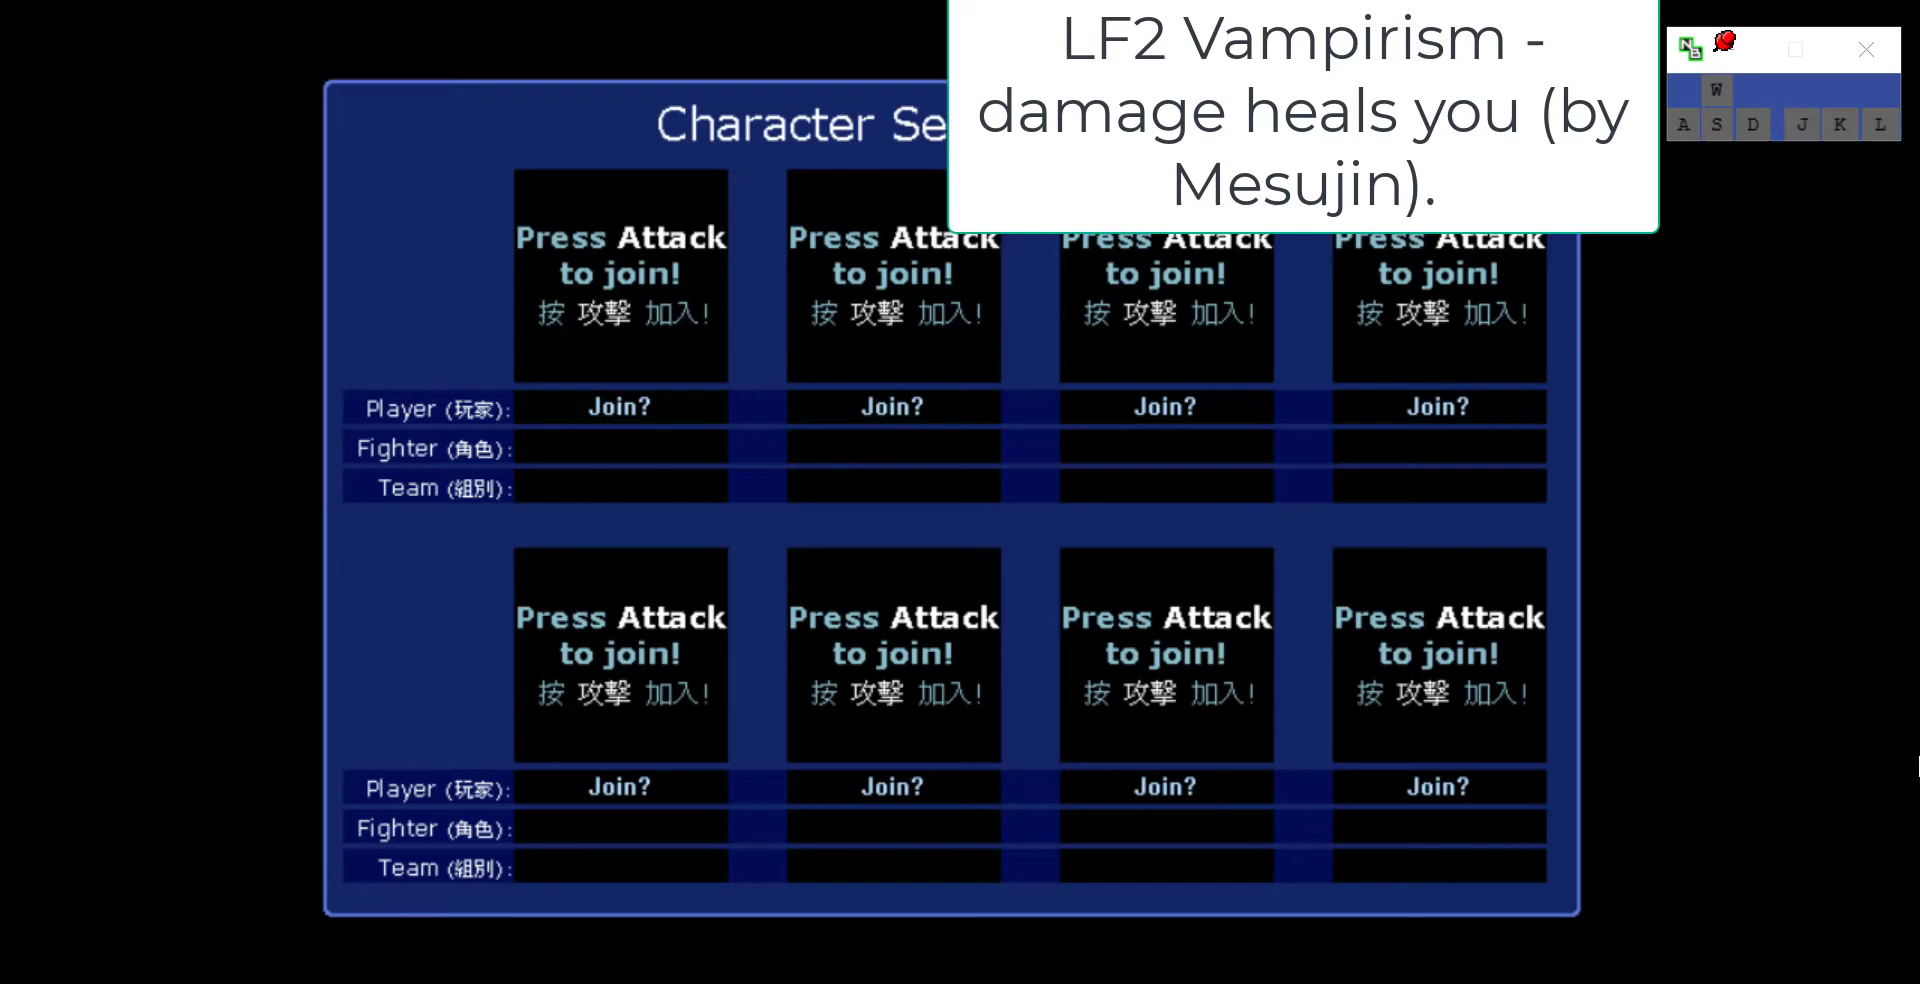 LF2 Vampirism -
damage heals you (by
Mesujin).
W
A S D J K L
Character Se
Press Attack Press Attack Press Attack Press Attack
to join! to join! to join! to join!
按 攻擊 加入! 按 攻擊 加入! 按 攻擊 加入! 按 攻擊 加入!
Player (玩家): Join? Join? Join? Join?
Fighter (角色):
Team (組別):
Press Attack Press Attack Press Attack Press Attack
to join! to join! to join! to join!
按 攻擊 加入! 按 攻擊 加入! 按 攻擊 加入! 按 攻擊 加入!
Player (玩家): Join? Join? Join? Join?
Fighter (角色):
Team (組別):